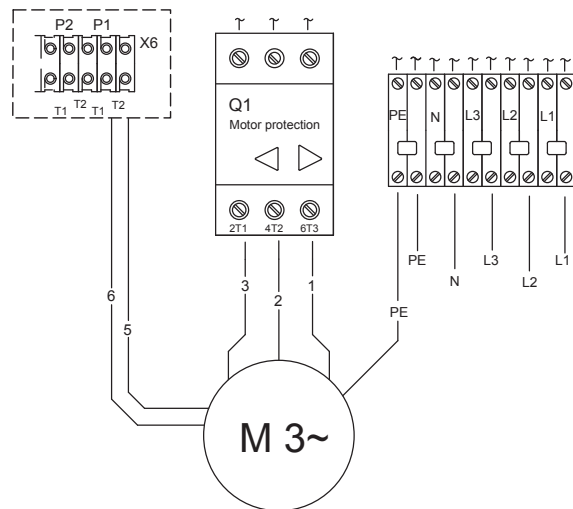 P2 P1
X6
T1 T2 T1 T2
Q1
Motor protection
2T1 4T2 6T3
PE N L3 L2 L1
PE
N
L3
L2
L1
PE
6
5
3
2
1
M 3~